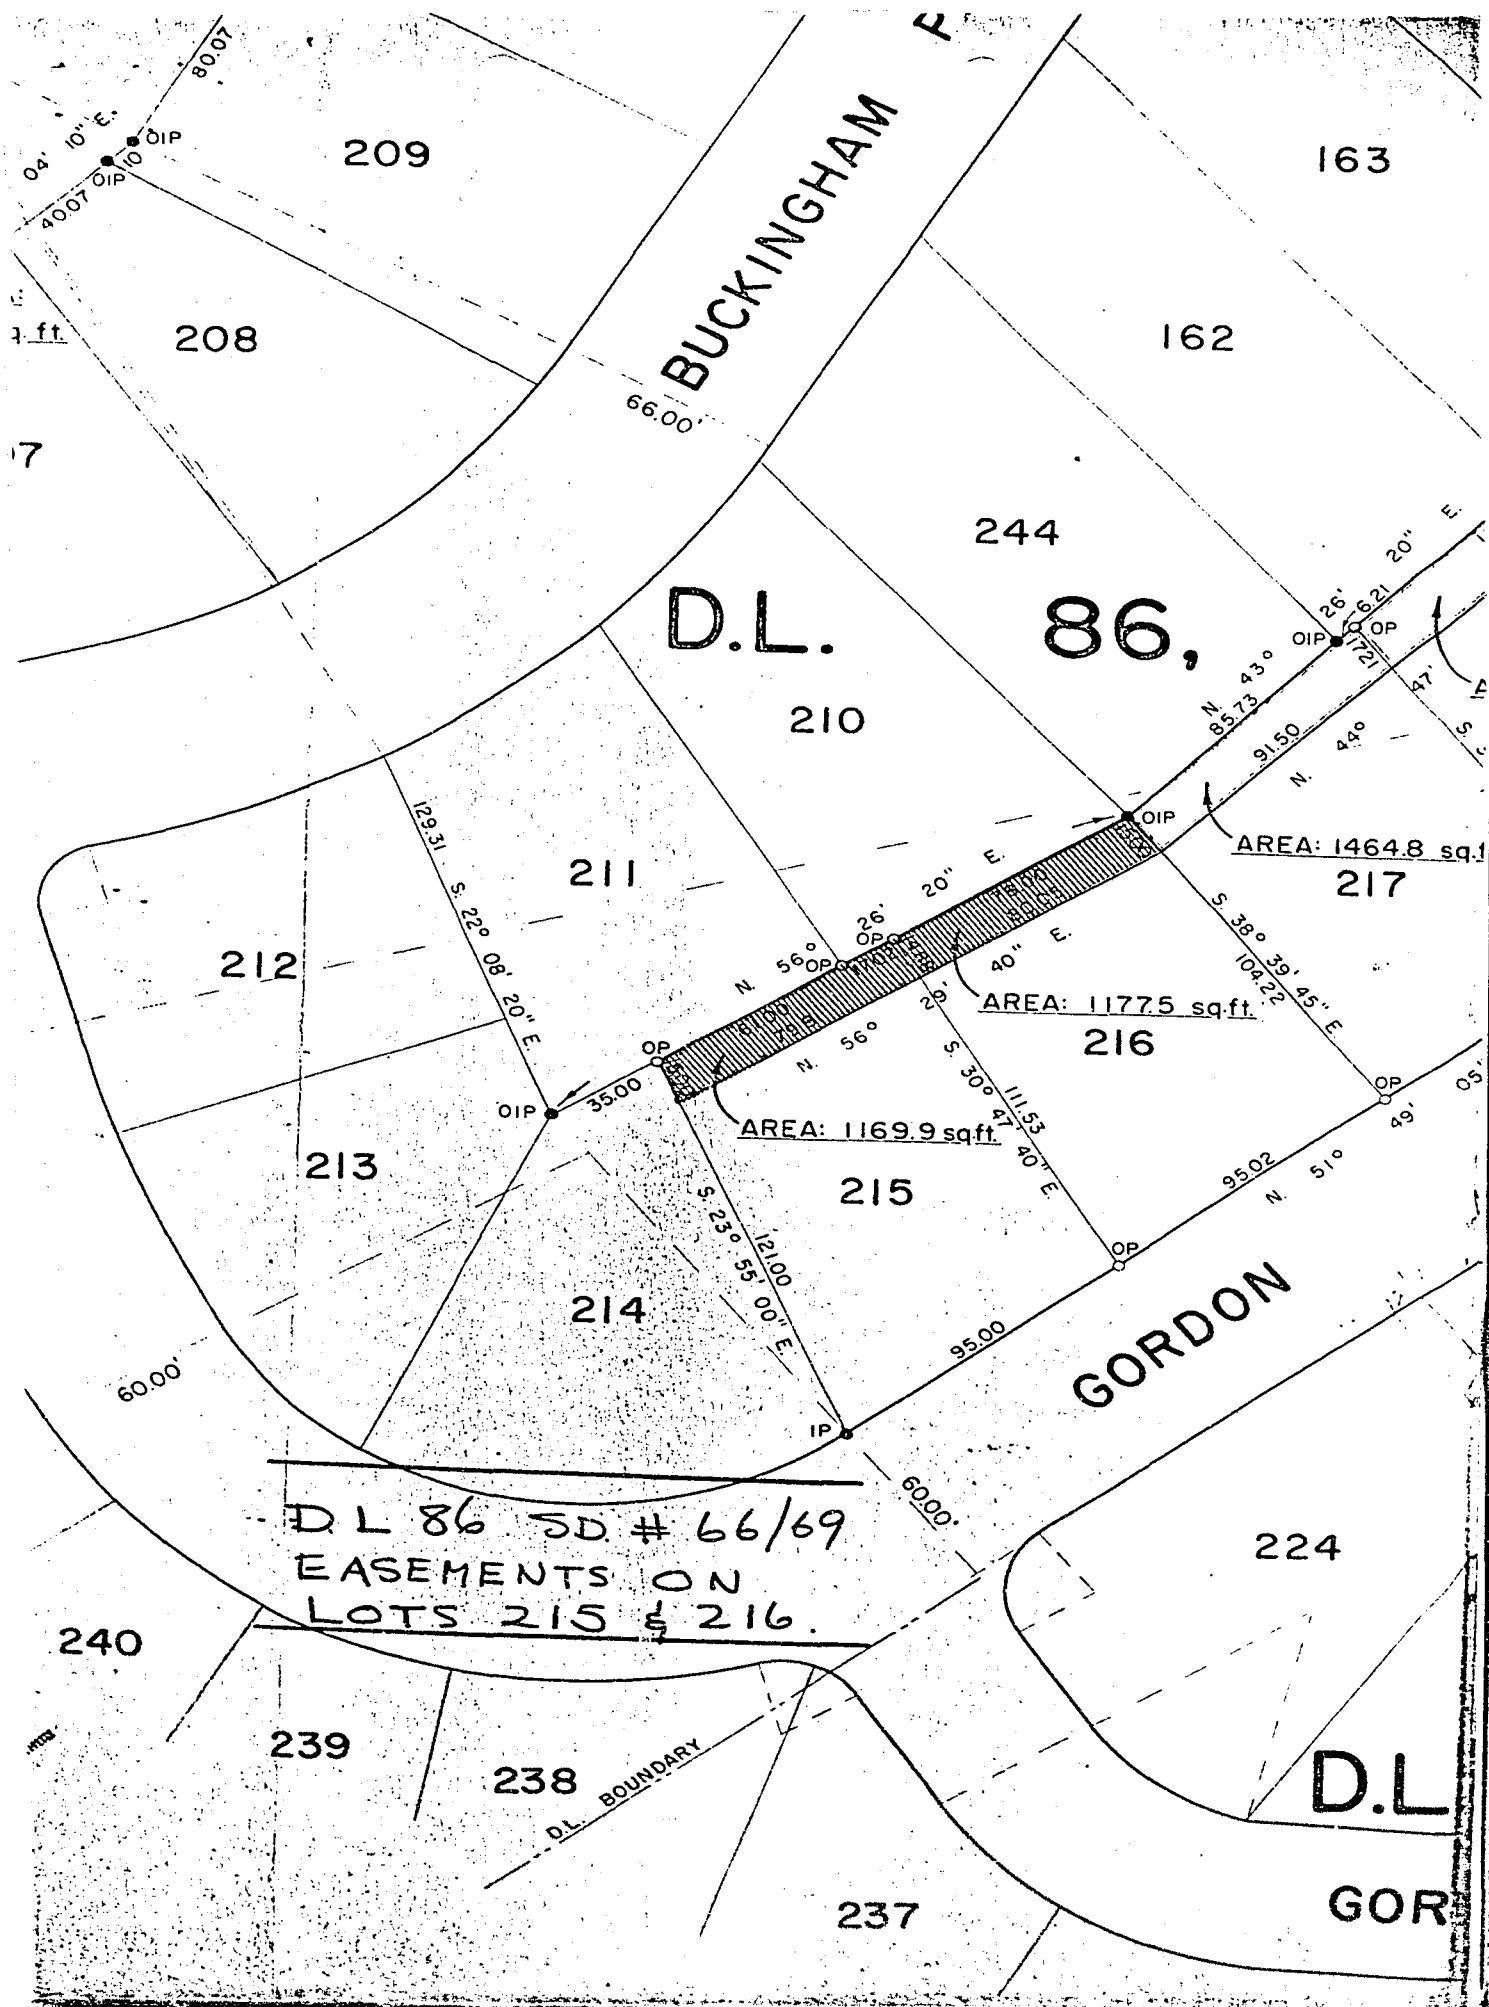 80.07
04' 10" E.
OIP
10
OIP
40.07
209
BUCKINGHAM
163
q. ft.
208
162
66.00'
244
D.L. 86,
26' 20" E.
6.21
OP
OIP
17.21
47'
N. 43°
85.73
91.50
N. 44°
210
129.31
S. 22° 08' 20" E.
211
OIP
AREA: 1464.8 sq.f
217
212
N. 56° 26' 20" E.
OP
OP
17.02
N. 56° 29' 40" E.
S. 38° 39' 45" E.
104.22
AREA: 1177.5 sq.ft.
216
OP
61.00
OIP
35.00
AREA: 1169.9 sq.ft.
S. 30° 47' 40" E.
111.53
OP
213
215
95.02
N. 51° 49' 05"
S. 23° 55' 00" E.
121.00
OP
214
95.00
GORDON
60.00'
IP
60.00'
D L 86 SD. # 66/69
EASEMENTS ON
LOTS 215 & 216.
224
240
239
238
D.L. BOUNDARY
D.L
237
GOR